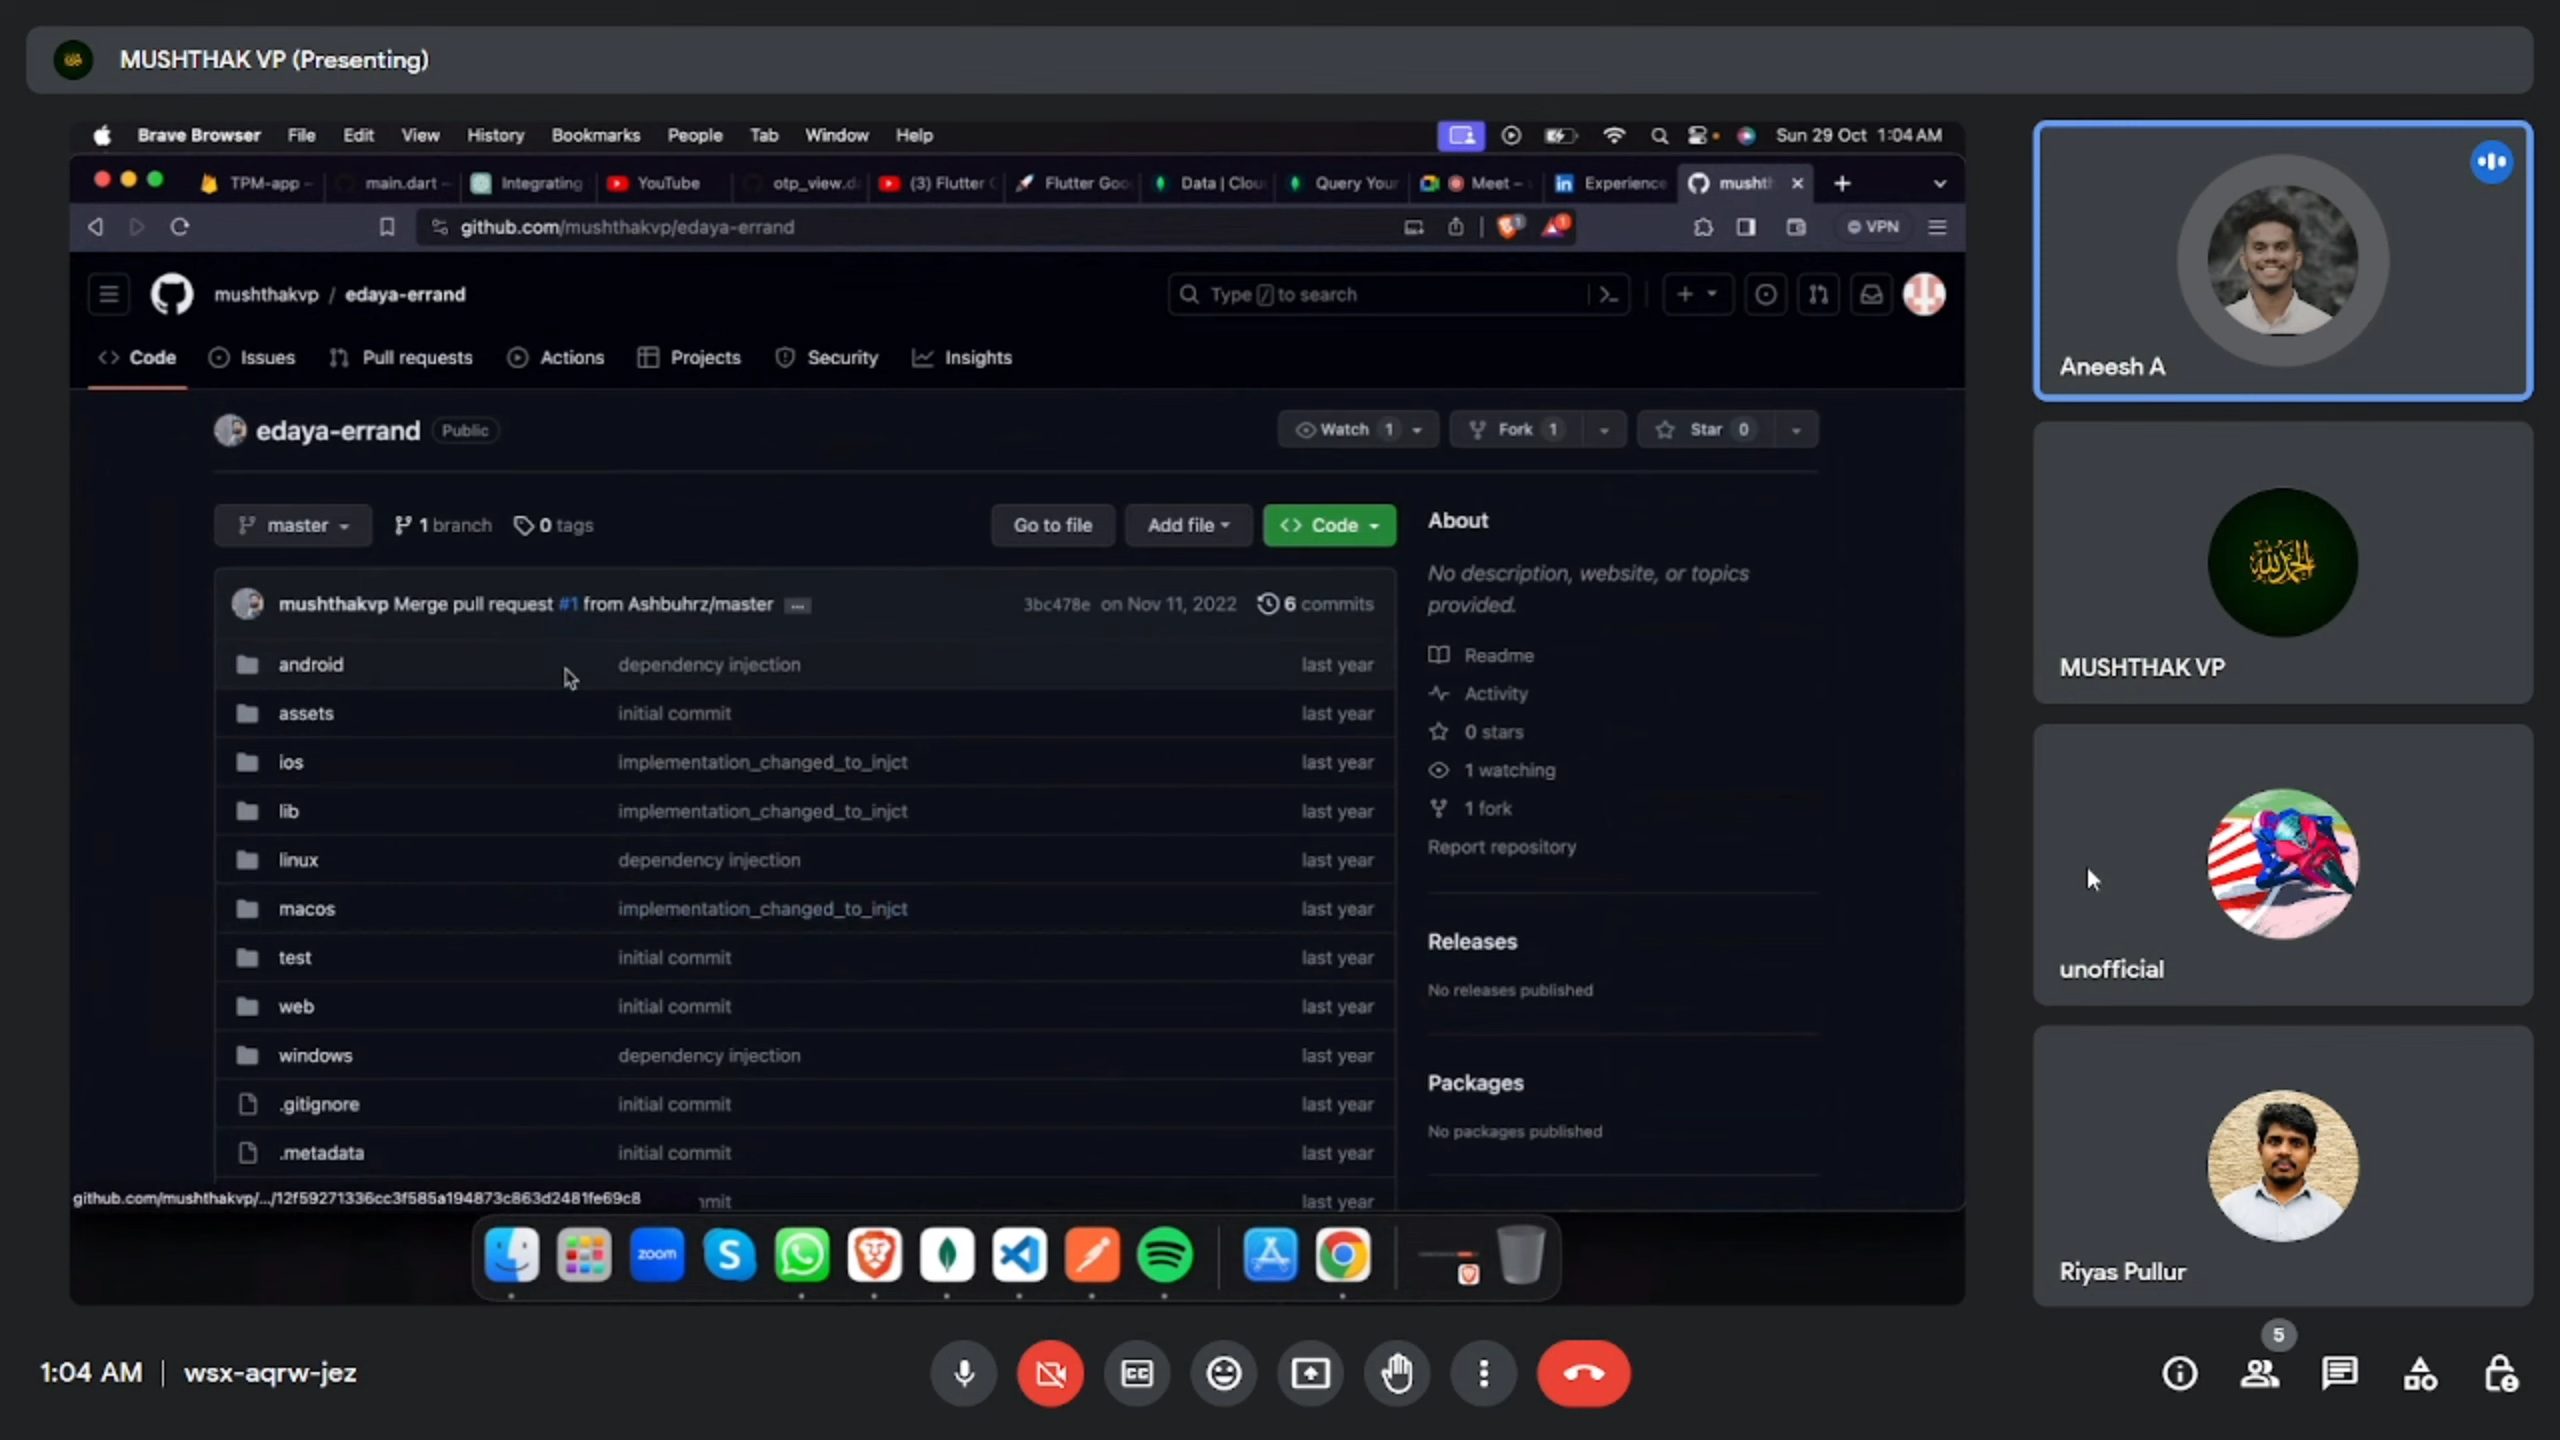 MUSHTHAK VP (Presenting)
Brave Browser File Edit View History Bookmarks People Tab Window Help Sun 29 Oct 1:04 AM
TPM-app - main.dart - Integrating YouTube otp_view.d (3) Flutter Flutter Goo Data | Clou Query Your Meet - Experience musht
github.com/mushthakvp/edaya-errand VPN
mushthakvp / edaya-errand Type / to search
Code Issues Pull requests Actions Projects Security Insights
edaya-errand Public Watch 1 Fork 1 Star 0
master 1 branch 0 tags Go to file Add file Code
mushthakvp Merge pull request #1 from Ashbuhrz/master ... 3bc478e on Nov 11, 2022 6 commits
android dependency injection last year
assets initial commit last year
ios implementation_changed_to_injct last year
lib implementation_changed_to_injct last year
linux dependency injection last year
macos implementation_changed_to_injct last year
test initial commit last year
web initial commit last year
windows dependency injection last year
.gitignore initial commit last year
.metadata initial commit last year
mmit last year
About
No description, website, or topics
provided.
Readme
Activity
0 stars
1 watching
1 fork
Report repository
Releases
No releases published
Packages
No packages published
github.com/mushthakvp/.../12f59271336cc3f585a194873c863d2481fe69c8
zoom
Aneesh A
الحمد لله
MUSHTHAK VP
unofficial
Riyas Pullur
1:04 AM | wsx-aqrw-jez
5